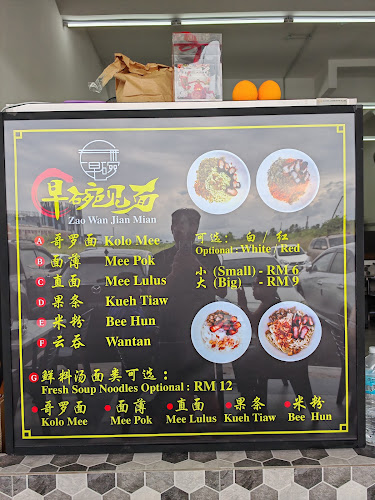 早碗
早碗见面
Zao Wan Jian Mian
A 哥罗面 Kolo Mee
B 面薄 Mee Pok
C 直面 Mee Lulus
D 果条 Kueh Tiaw
E 米粉 Bee Hun
F 云吞 Wantan
可选：白/红
Optional : White / Red
小 (Small) - RM 6
大 (Big) - RM 9
G 鲜料汤面类可选：
Fresh Soup Noodles Optional : RM 12
哥罗面 面薄 直面 果条 米粉
Kolo Mee Mee Pok Mee Lulus Kueh Tiaw Bee Hun